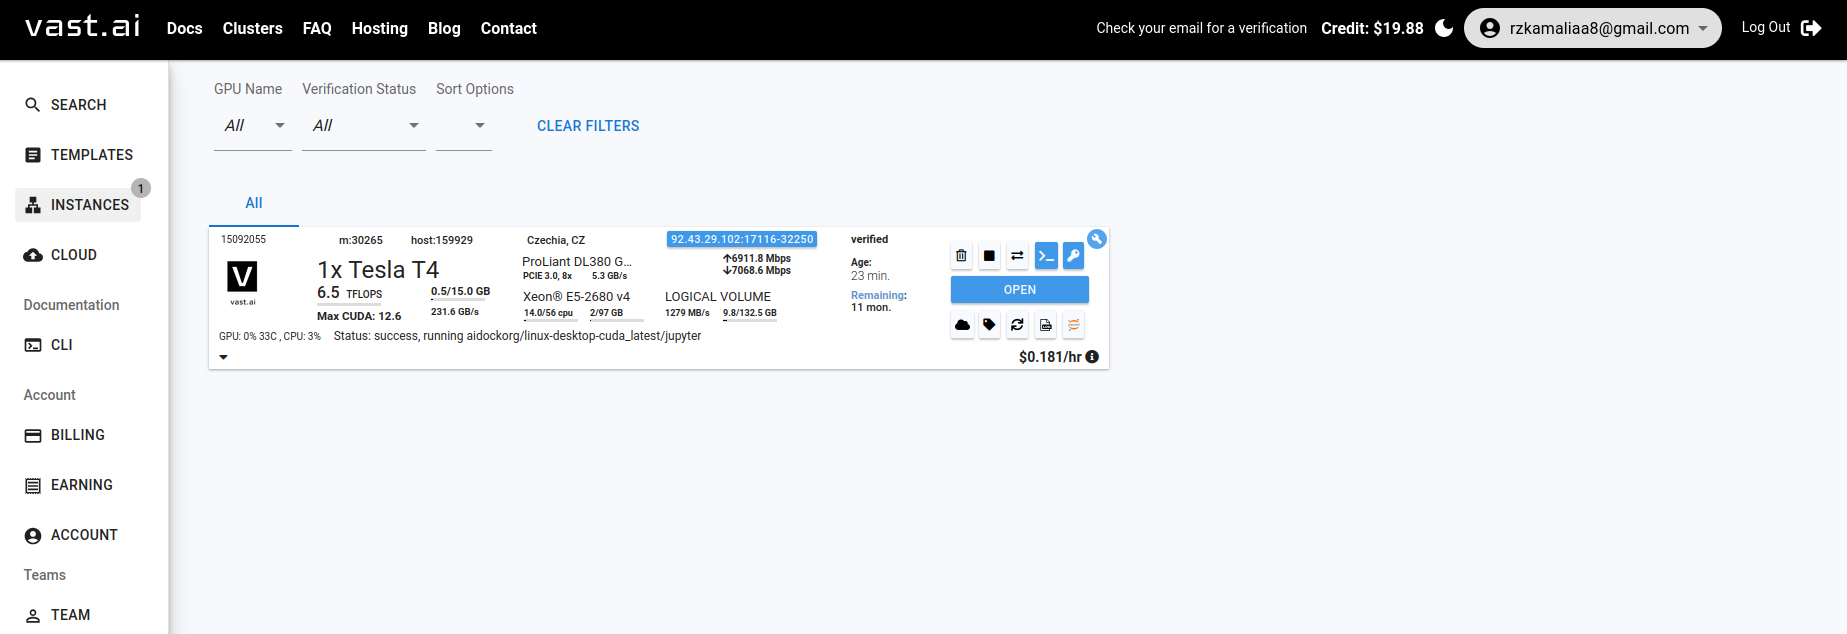 vast.ai Docs Clusters FAQ Hosting Blog Contact Check your email for a verification Credit: $19.88 rzkamaliaa8@gmail.com Log Out
SEARCH
TEMPLATES
1
INSTANCES
CLOUD
Documentation
CLI
Account
BILLING
EARNING
ACCOUNT
Teams
TEAM
GPU Name Verification Status Sort Options
All All CLEAR FILTERS
All
15092055 m:30265 host:159929 Czechia, CZ 92.43.29.102:17116-32250 verified
V
vast.ai
1x Tesla T4
6.5 TFLOPS 0.5/15.0 GB
Max CUDA: 12.6 231.6 GB/s
ProLiant DL380 G...
PCIE 3.0, 8x 5.3 GB/s
Xeon® E5-2680 v4
14.0/56 cpu 2/97 GB
↑6911.8 Mbps
↓7068.6 Mbps
LOGICAL VOLUME
1279 MB/s 9.8/132.5 GB
Age:
23 min.
Remaining:
11 mon.
OPEN
GPU: 0% 33C , CPU: 3% Status: success, running aidockorg/linux-desktop-cuda_latest/jupyter
$0.181/hr